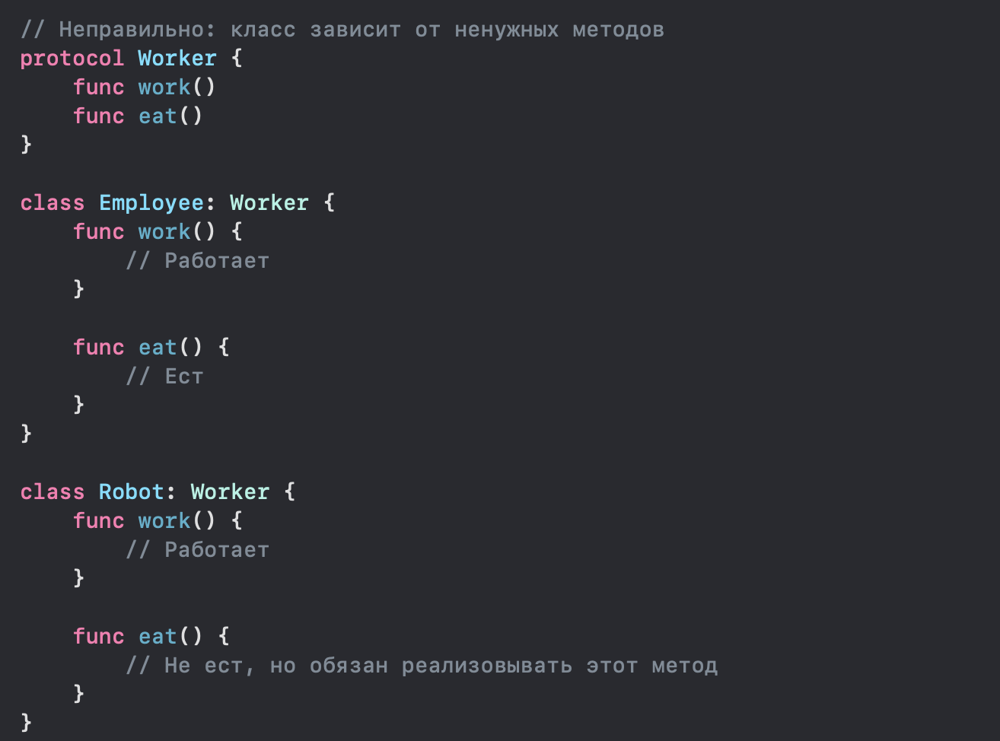 // Неправильно: класс зависит от ненужных методов
protocol Worker {
    func work()
    func eat()
}

class Employee: Worker {
    func work() {
        // Работает
    }

    func eat() {
        // Ест
    }
}

class Robot: Worker {
    func work() {
        // Работает
    }

    func eat() {
        // Не ест, но обязан реализовывать этот метод
    }
}